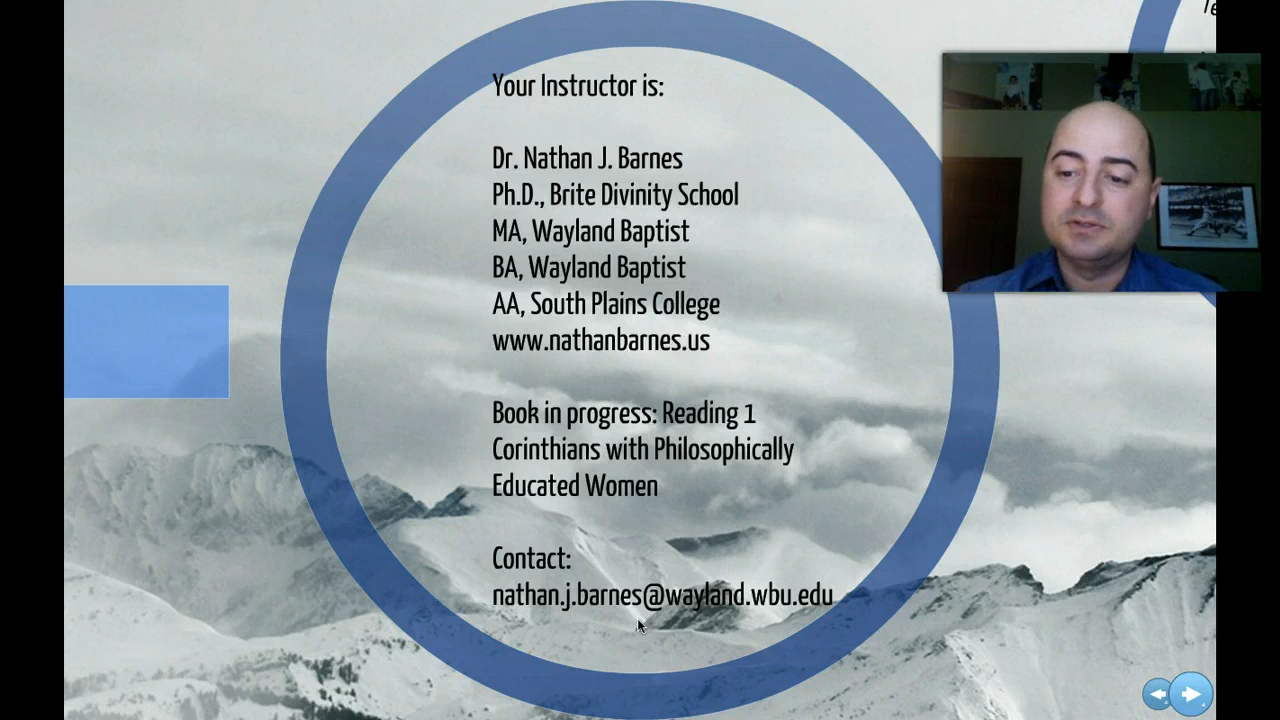 Your Instructor is:
Dr. Nathan J. Barnes
Ph.D., Brite Divinity School
MA, Wayland Baptist
BA, Wayland Baptist
AA, South Plains College
www.nathanbarnes.us
Book in progress: Reading 1
Corinthians with Philosophically
Educated Women
Contact:
nathan.j.barnes@wayland.wbu.edu